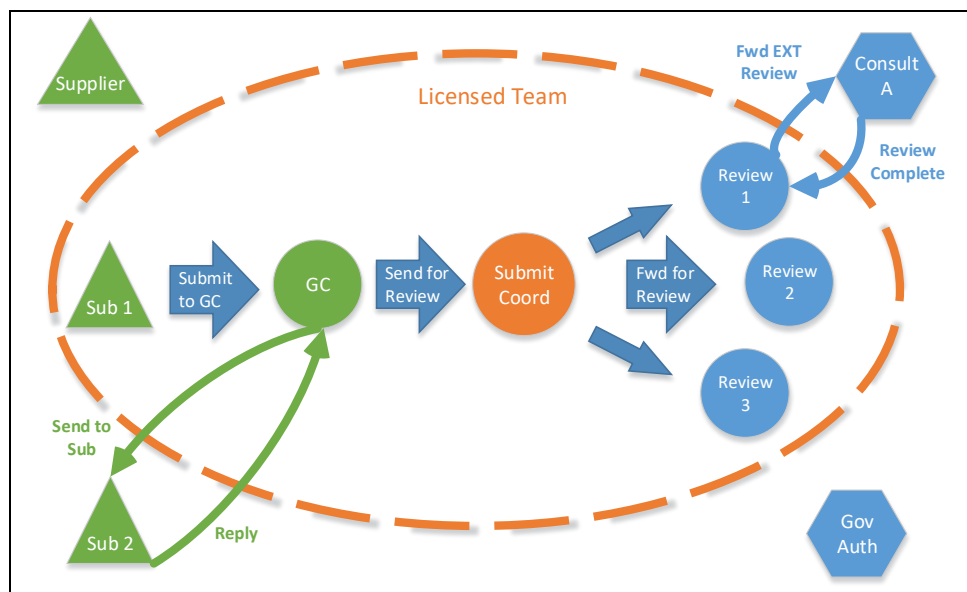 Supplier
Licensed Team
Fwd EXT
Review
Consult
A
Review
Complete
Review
1
Sub 1
Submit
to GC
GC
Send for
Review
Submit
Coord
Fwd for
Review
Review
2
Review
3
Send to
Sub
Sub 2
Reply
Gov
Auth